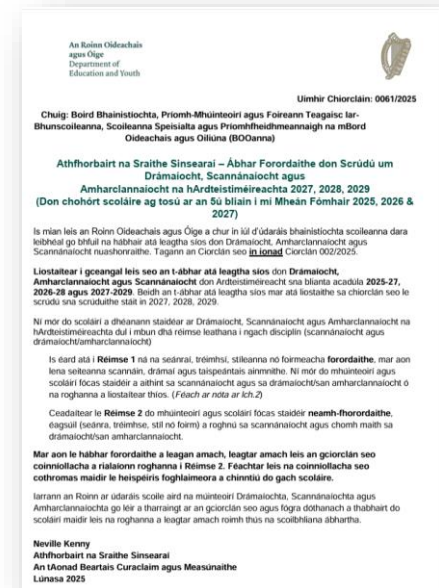 An Roinn Oideachais
agus Óige
Department of
Education and Youth
Uimhir Chiorcláin: 0061/2025
Chuig: Boird Bhainistíochta, Príomh-Mhúinteoirí agus Foireann Teagaisc Iar-
Bhunscoileanna, Scoileanna Speisialta agus Príomhfheidhmeannaigh na mBord
Oideachais agus Oiliúna (BOOanna)
Athfhorbairt na Sraithe Sinsearaí – Ábhar Forordaithe don Scrúdú um
Drámaíocht, Scannánaíocht agus
Amharclannaíocht na hArdteistiméireachta 2027, 2028, 2029
(Don chohórt scoláire ag tosú ar an 5ú bliain i mí Mheán Fómhair 2025, 2026 &
2027)
Is mian leis an Roinn Oideachais agus Óige a chur in iúl d'údaráis bhainistíochta scoileanna dara
leibhéal go bhfuil na hábhair atá leagtha síos don Drámaíocht, Amharclannaíocht agus
Scannánaíocht nuashonraithe. Tagann an Ciorclán seo in ionad Ciorclán 002/2025.
Liostaítear i gceangal leis seo an t-ábhar atá leagtha síos don Drámaíocht,
Amharclannaíocht agus Scannánaíocht don Ardteistiméireacht sna blianta acadúla 2025-27,
2026-28 agus 2027-2029. Beidh an t-ábhar atá leagtha síos mar atá liostaithe sa chiorclán seo le
scrúdú sna scrúduithe stáit in 2027, 2028, 2029.
Ní mór do scoláirí a dhéanann staidéar ar Drámaíocht, Scannánaíocht agus Amharclannaíocht na
hArdteistiméireachta dul i mbun dhá réimse leathana i ngach disciplín (scannánaíocht agus
drámaíocht/amharclannaíocht)
Is éard atá i Réimse 1 ná na seánraí, tréimhsí, stíleanna nó foirmeacha forordaithe, mar aon
lena seiteanna scannáin, drámaí agus taispeántais ainmnithe. Ní mór do mhúinteoirí agus
scoláirí fócas staidéir a aithint sa scannánaíocht agus sa drámaíocht/san amharclannaíocht ó
na roghanna a liostaítear thíos. (Féach ar nóta ar lch.2)
Ceadaítear le Réimse 2 do mhúinteoirí agus scoláirí fócas staidéir neamh-fhorordaithe,
éagsúil (seánra, tréimhse, stíl nó foirm) a roghnú sa scannánaíocht agus chomh maith sa
drámaíocht/san amharclannaíocht.
Mar aon le hábhar forordaithe a leagan amach, leagtar amach leis an gciorclán seo
coinníollacha a rialaíonn roghanna i Réimse 2. Féachtar leis na coinníollacha seo
cothromas maidir le heispéiris foghlaimeora a chinntiú do gach scoláire.
Iarrann an Roinn ar údaráis scoile aird na múinteoirí Drámaíochta, Scannánaíochta agus
Amharclannaíochta go léir a tharraingt ar an gciorclán seo agus fógra dóthanach a thabhairt do
scoláirí maidir leis na roghanna a leagtar amach roimh thús na scoilbhliana ábhartha.
Neville Kenny
Athfhorbairt na Sraithe Sinsearaí
An tAonad Beartais Curaclaim agus Measúnaithe
Lúnasa 2025